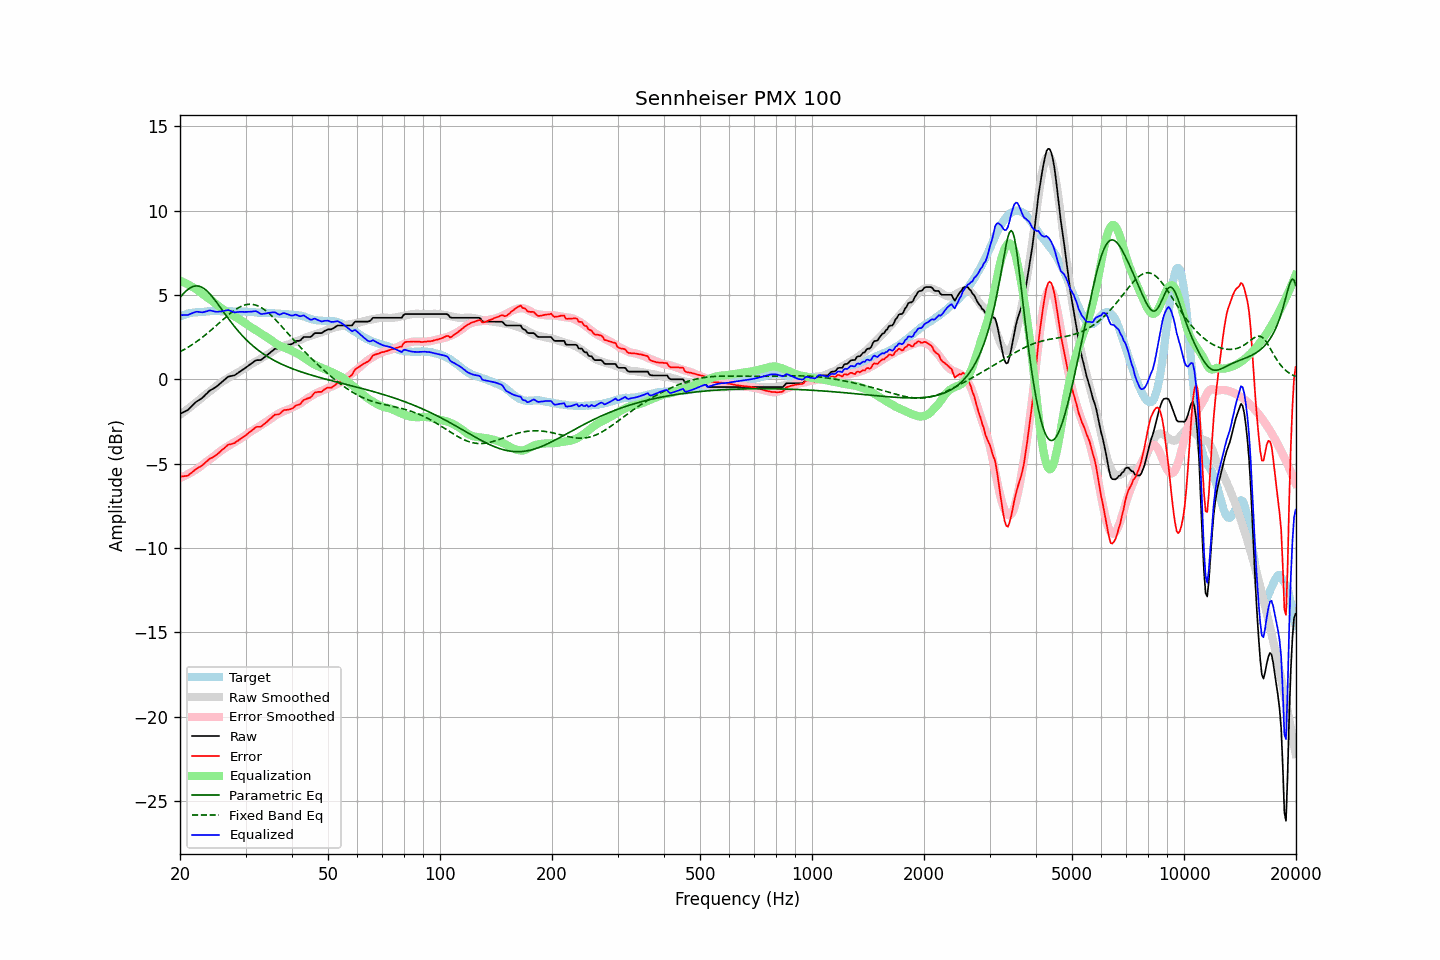 Sennheiser PMX 100
15
10
5
0
−5
−10
−15
−20
−25
Amplitude (dBr)
Target
Raw Smoothed
Error Smoothed
Raw
Error
Equalization
Parametric Eq
Fixed Band Eq
Equalized
20 50 100 200 500 1000 2000 5000 10000 20000
Frequency (Hz)